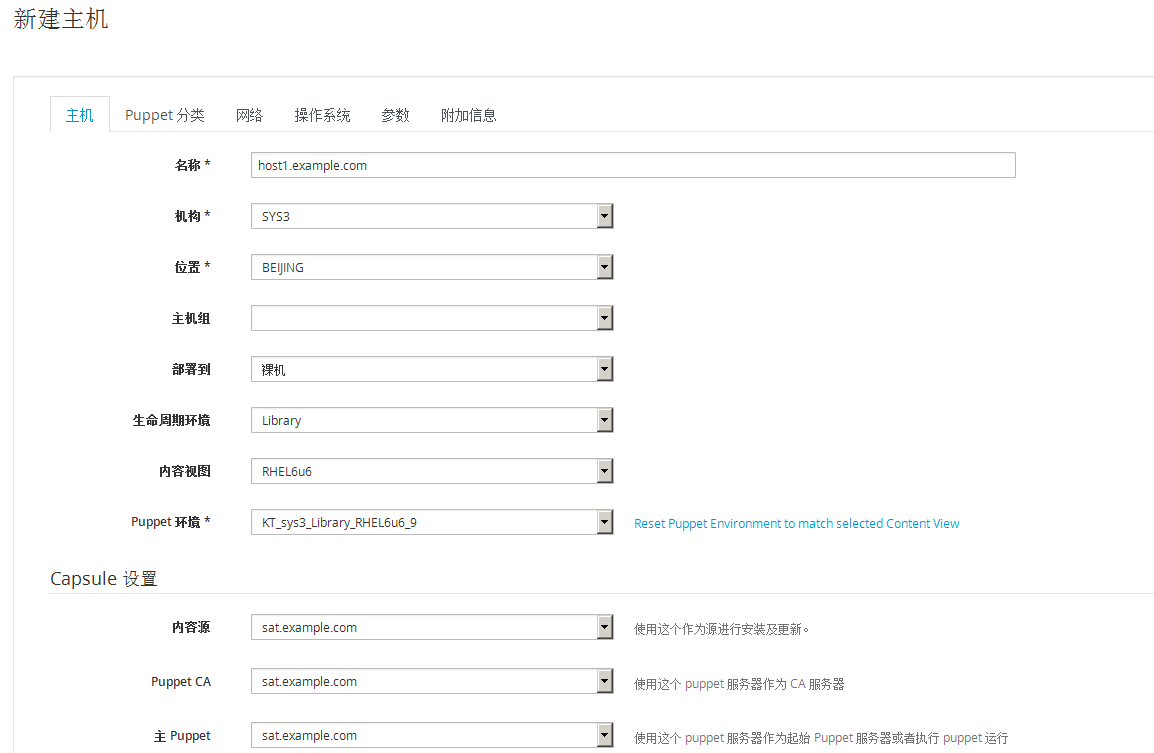 新建主机
主机 Puppet 分类 网络 操作系统 参数 附加信息
名称 * host1.example.com
机构 * SYS3
位置 * BEIJING
主机组
部署到 裸机
生命周期环境 Library
内容视图 RHEL6u6
Puppet 环境 * KT_sys3_Library_RHEL6u6_9 Reset Puppet Environment to match selected Content View
Capsule 设置
内容源 sat.example.com 使用这个作为源进行安装及更新。
Puppet CA sat.example.com 使用这个 puppet 服务器作为 CA 服务器
主 Puppet sat.example.com 使用这个 puppet 服务器作为起始 Puppet 服务器或者执行 puppet 运行